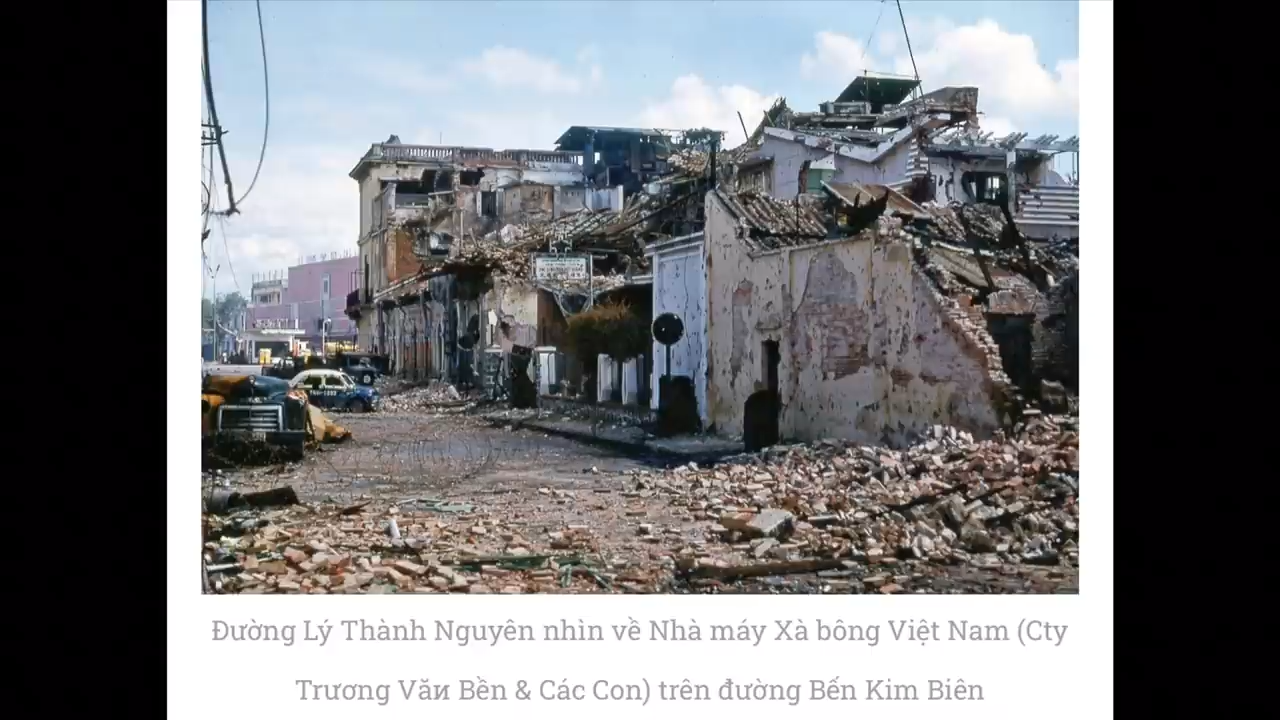 Đường Lý Thành Nguyên nhìn về Nhà máy Xà bông Việt Nam (Cty
Trương Văи Bền & Các Con) trên đường Bến Kim Biên